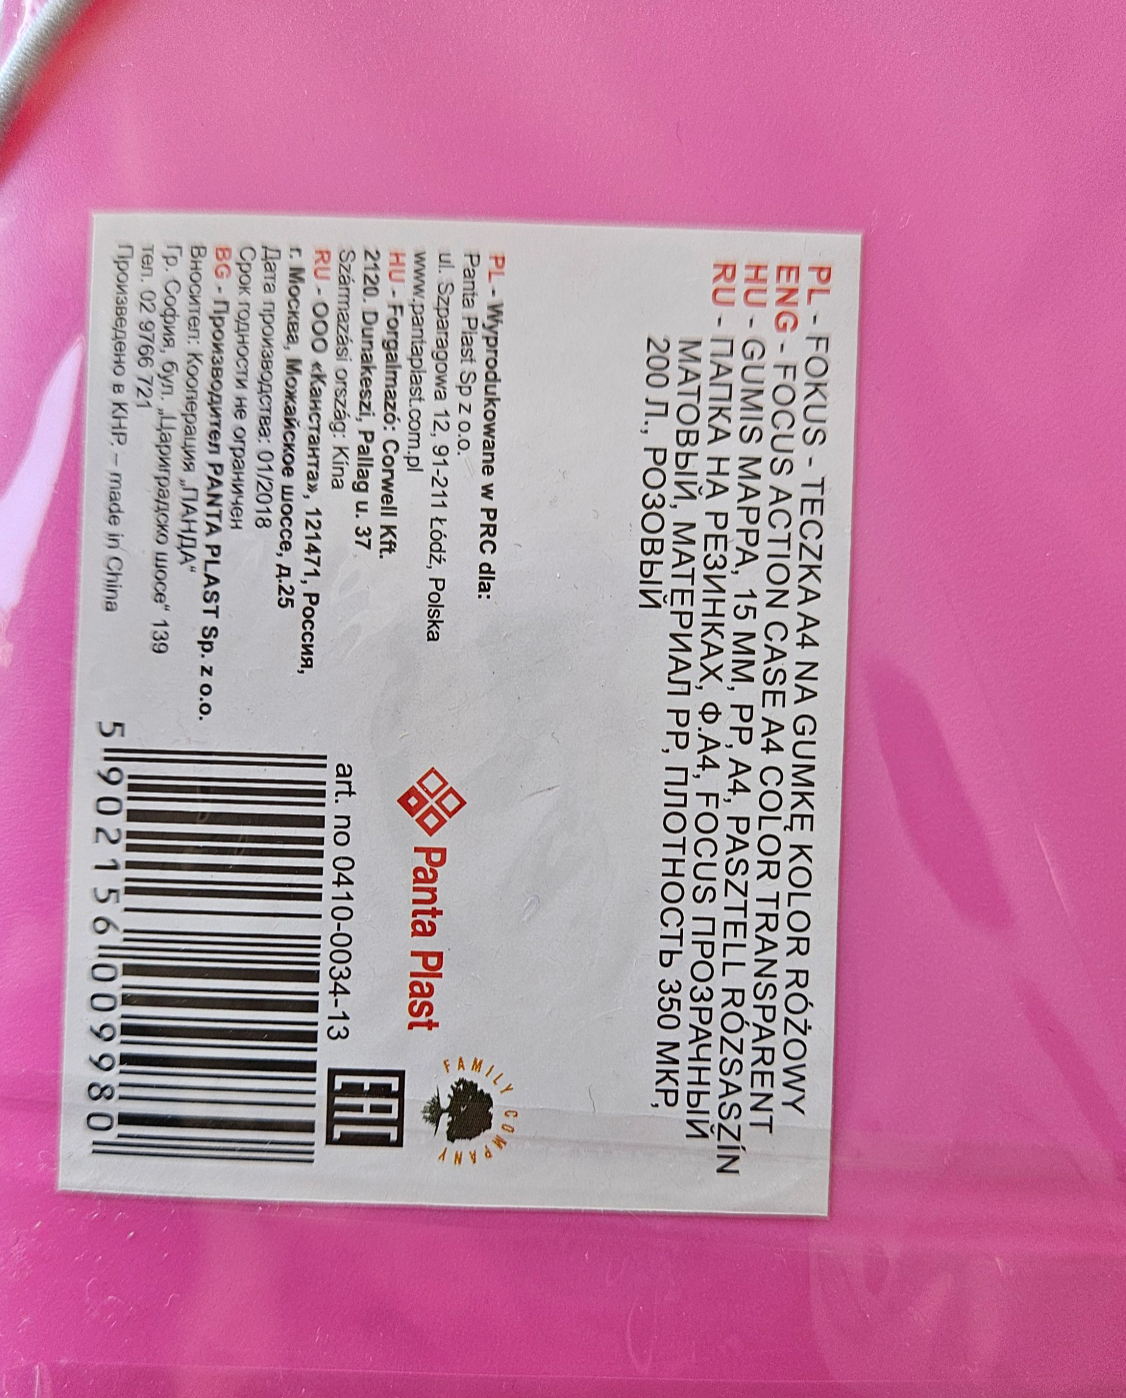 PL - FOKUS - TECZKA A4 NA GUMKĘ KOLOR RÓŻOWY
ENG - FOCUS ACTION CASE A4 COLOR TRANSPARENT
HU - GUMIS MAPPA, 15 MM, PP, A4, PASZTELL RÓZSASZÍN
RU - ПАПКА НА РЕЗИНКАХ, Ф.А4, FOCUS ПРОЗРАЧНЫЙ
МАТОВЫЙ, МАТЕРИАЛ PP, ПЛОТНОСТЬ 350 МКР,
200 Л., РОЗОВЫЙ
PL - Wyprodukowane w PRC dla:
Panta Plast Sp z o.o.
ul. Szparagowa 12, 91-211 Łódź, Polska
www.pantaplast.com.pl
HU - Forgalmazó: Corwell Kft.
2120. Dunakeszi, Pallag u. 37
Származási ország: Kína
RU - ООО «Канстанта», 121471, Россия,
г. Москва, Можайское шоссе, д.25
Дата производства: 01/2018
Срок годности не ограничен
BG - Производител PANTA PLAST Sp. z o.o.
Вносител: Кооперация „ПАНДА“
Гр. София, бул. „Цариградско шосе“ 139
тел. 02 9766 721
Произведено в КНР. – made in China
Panta Plast
FAMILY COMPANY
art. no 0410-0034-13
EAC
5 902156 009980